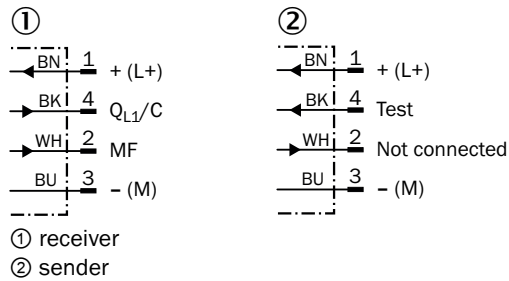 ① ②
BN 1 + (L+)
BK 4 Q_L1/C
WH 2 MF
BU 3 – (M)
BN 1 + (L+)
BK 4 Test
WH 2 Not connected
BU 3 – (M)
① receiver
② sender